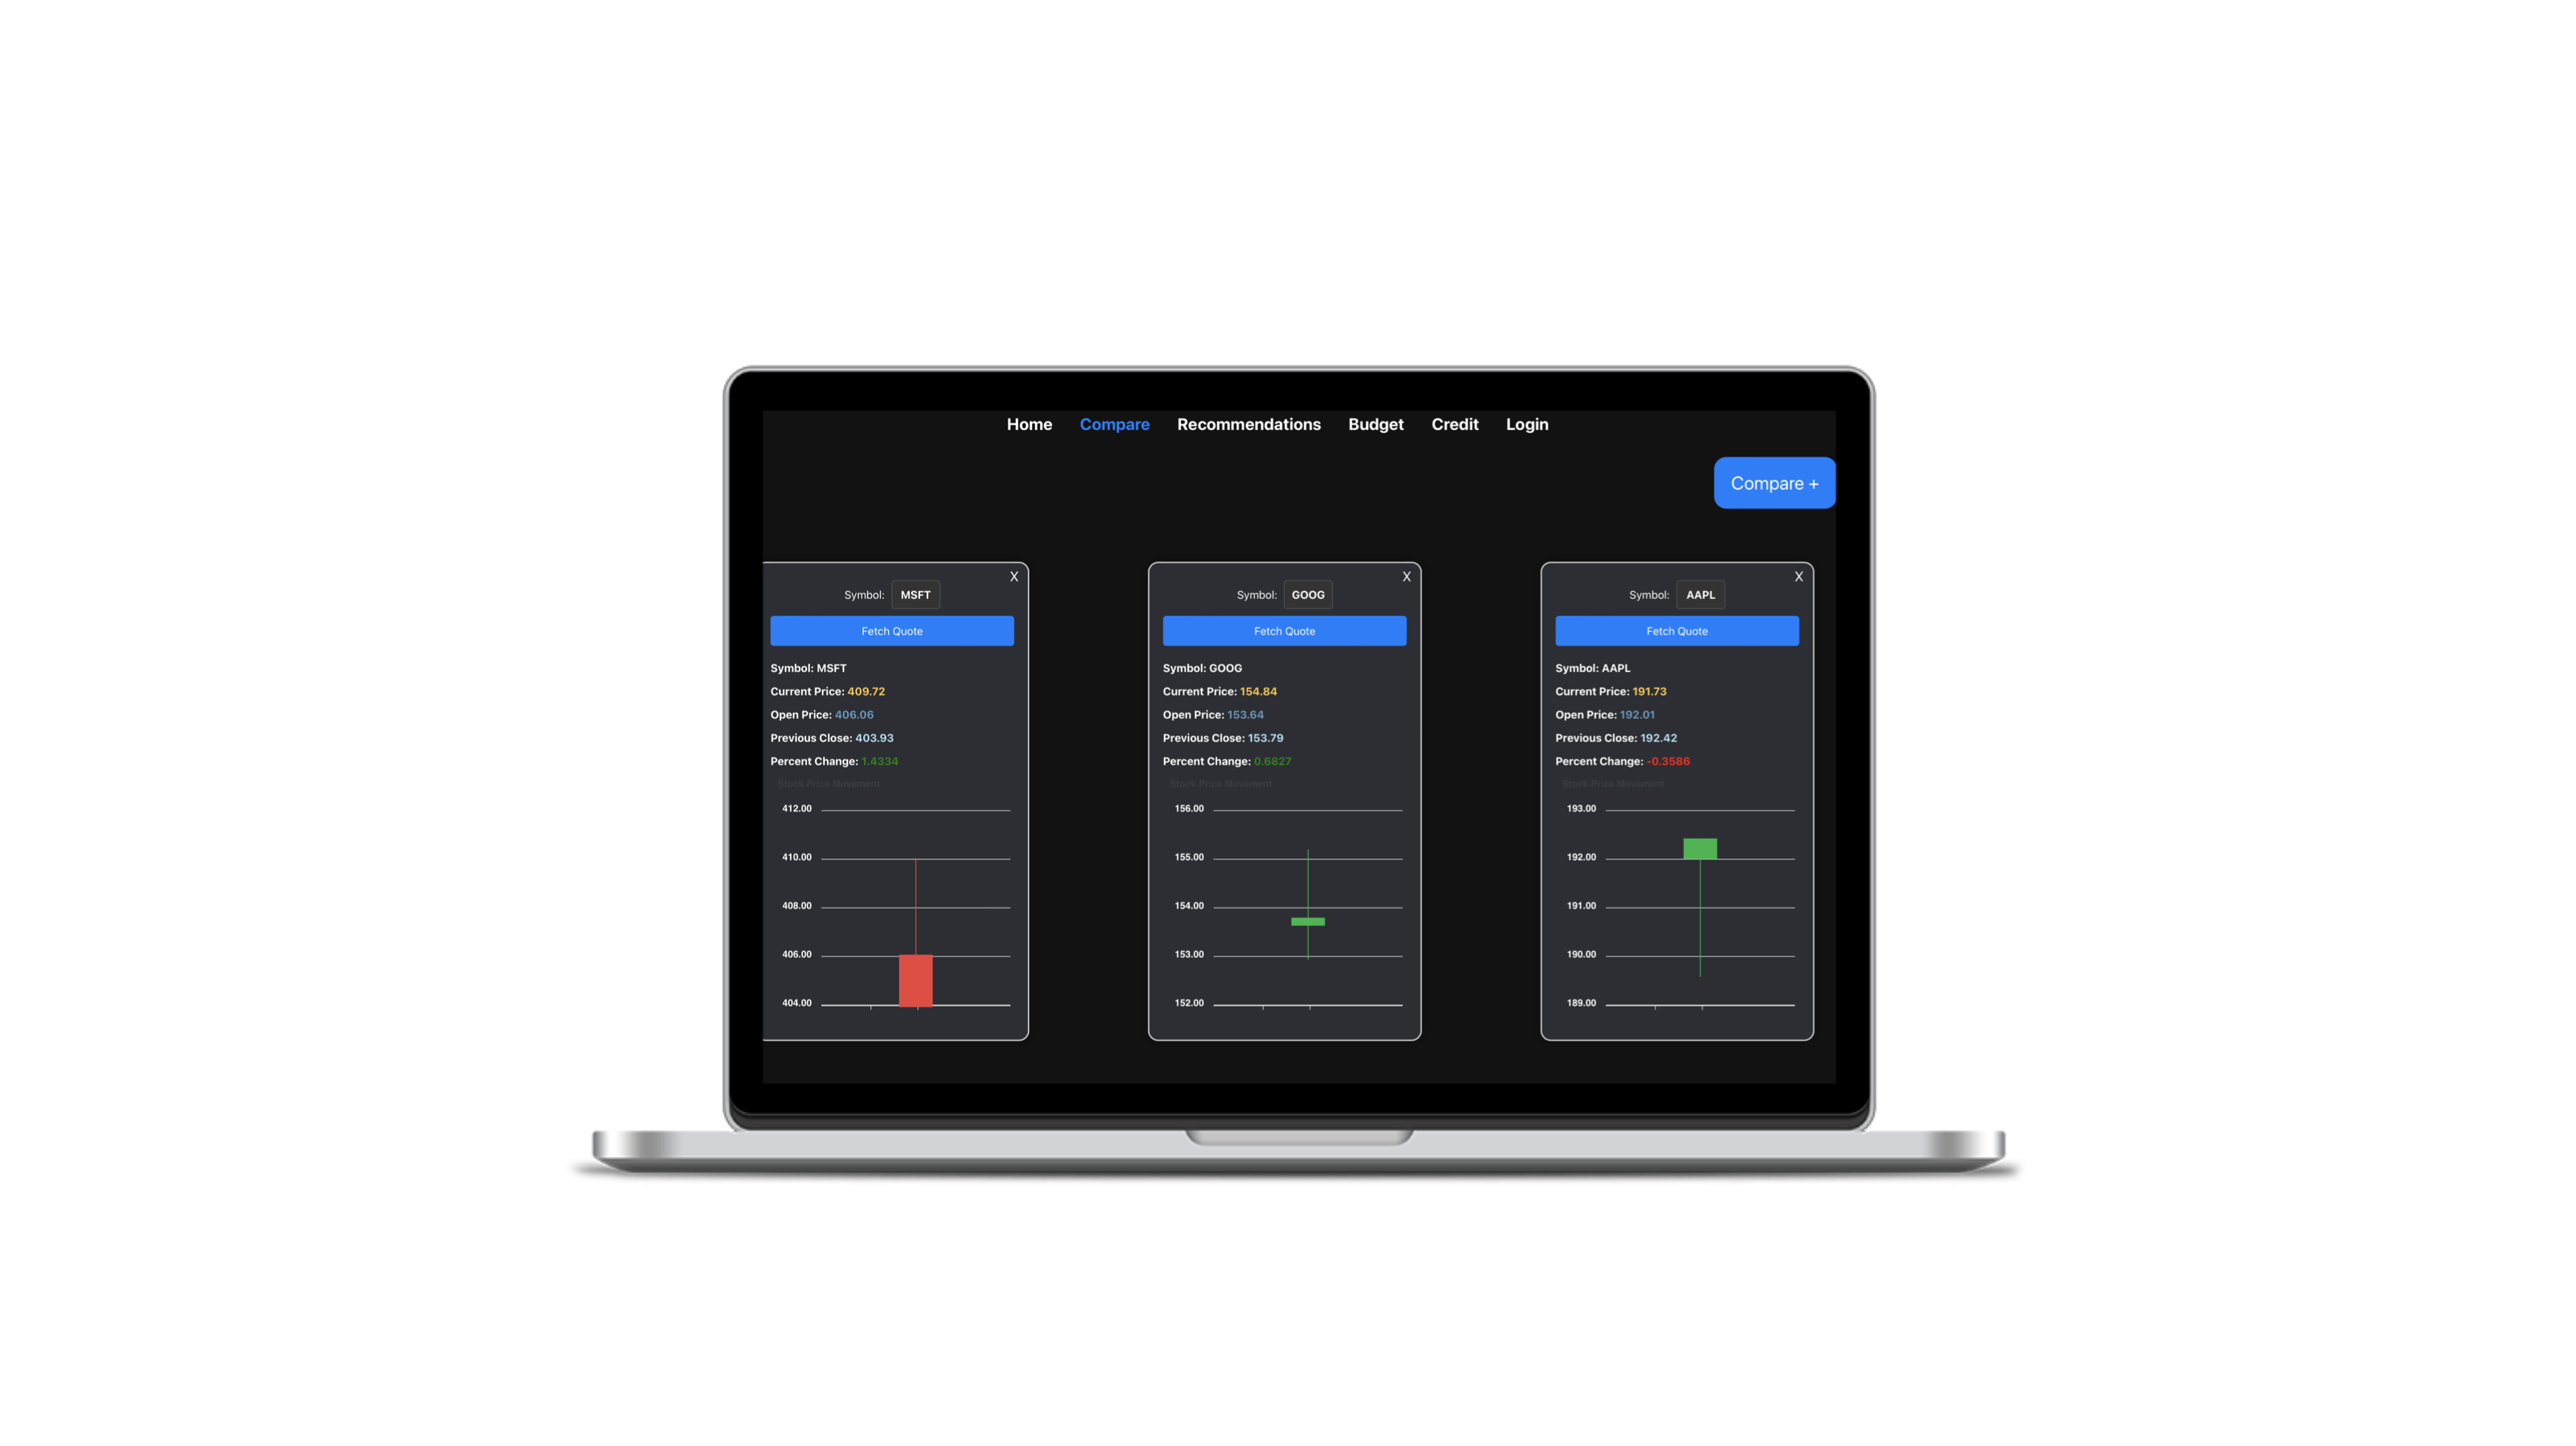 Home Compare Recommendations Budget Credit Login
Compare +
X
Symbol: MSFT
Fetch Quote
Symbol: MSFT
Current Price: 409.72
Open Price: 406.06
Previous Close: 403.93
Percent Change: 1.4334
Stock Price Movement
412.00
410.00
408.00
406.00
404.00
X
Symbol: GOOG
Fetch Quote
Symbol: GOOG
Current Price: 154.84
Open Price: 153.64
Previous Close: 153.79
Percent Change: 0.6827
Stock Price Movement
156.00
155.00
154.00
153.00
152.00
X
Symbol: AAPL
Fetch Quote
Symbol: AAPL
Current Price: 191.73
Open Price: 192.01
Previous Close: 192.42
Percent Change: -0.3586
Stock Price Movement
193.00
192.00
191.00
190.00
189.00